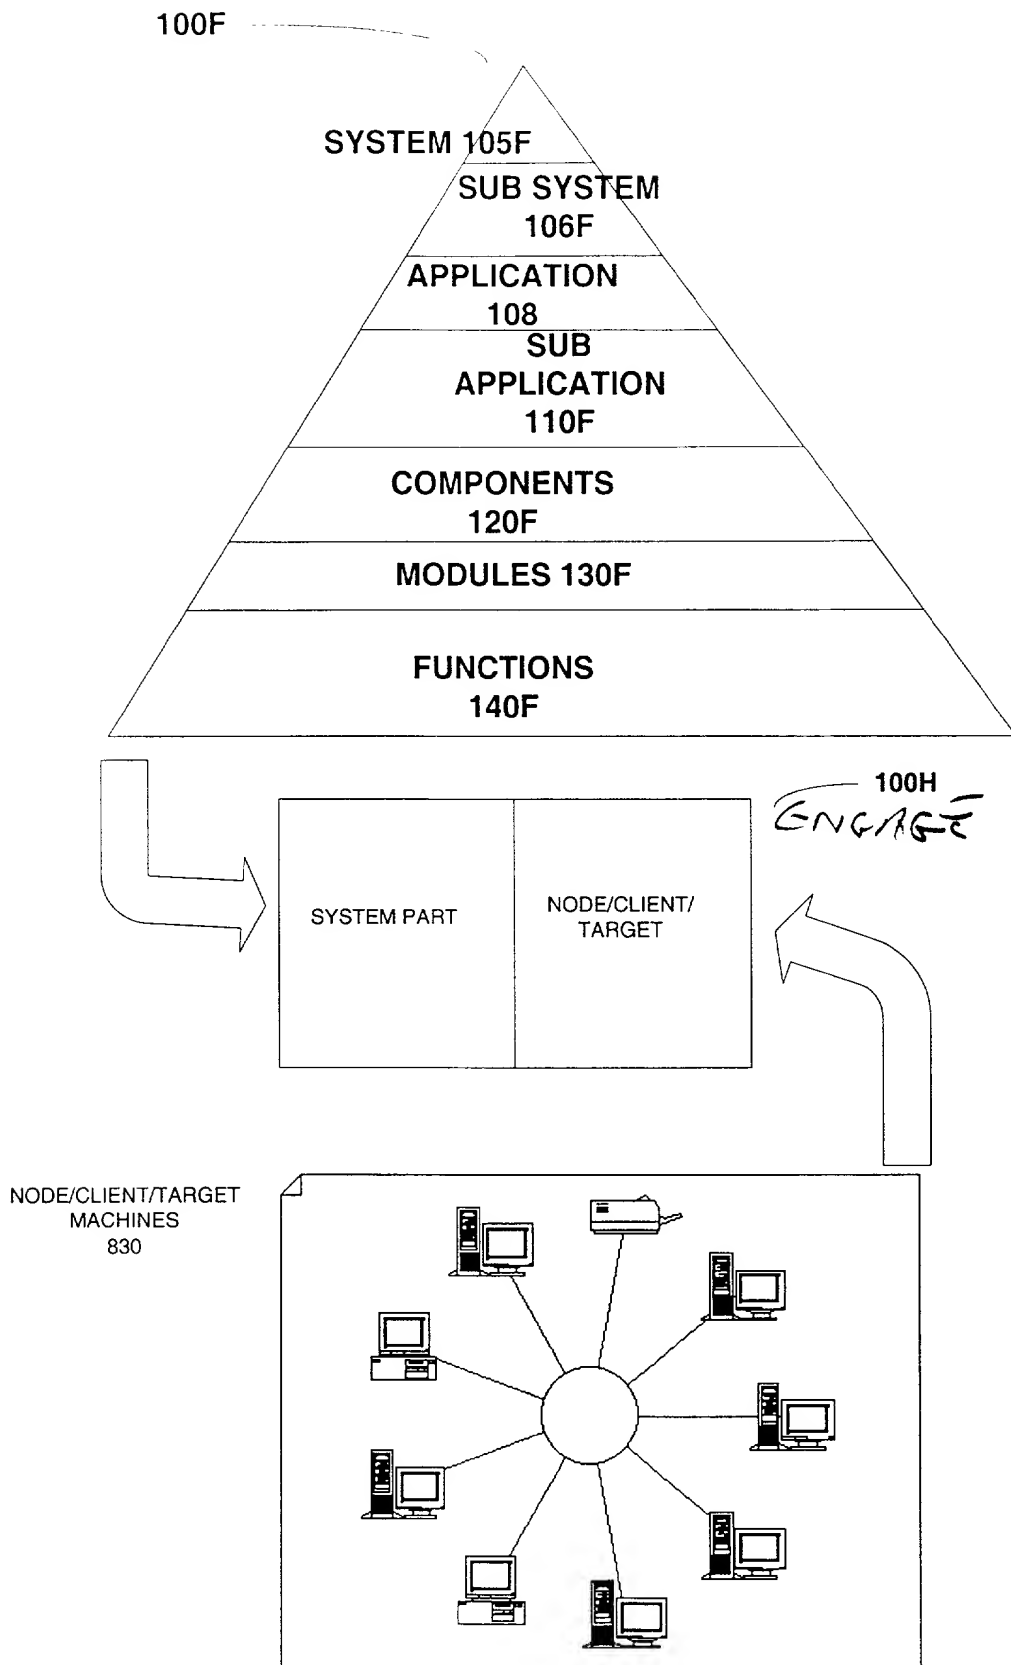 100F
SYSTEM 105F
SUB SYSTEM
106F
APPLICATION
108
SUB
APPLICATION
110F
COMPONENTS
120F
MODULES 130F
FUNCTIONS
140F
100H
ENGAGE
SYSTEM PART
NODE/CLIENT/
TARGET
NODE/CLIENT/TARGET
MACHINES
830